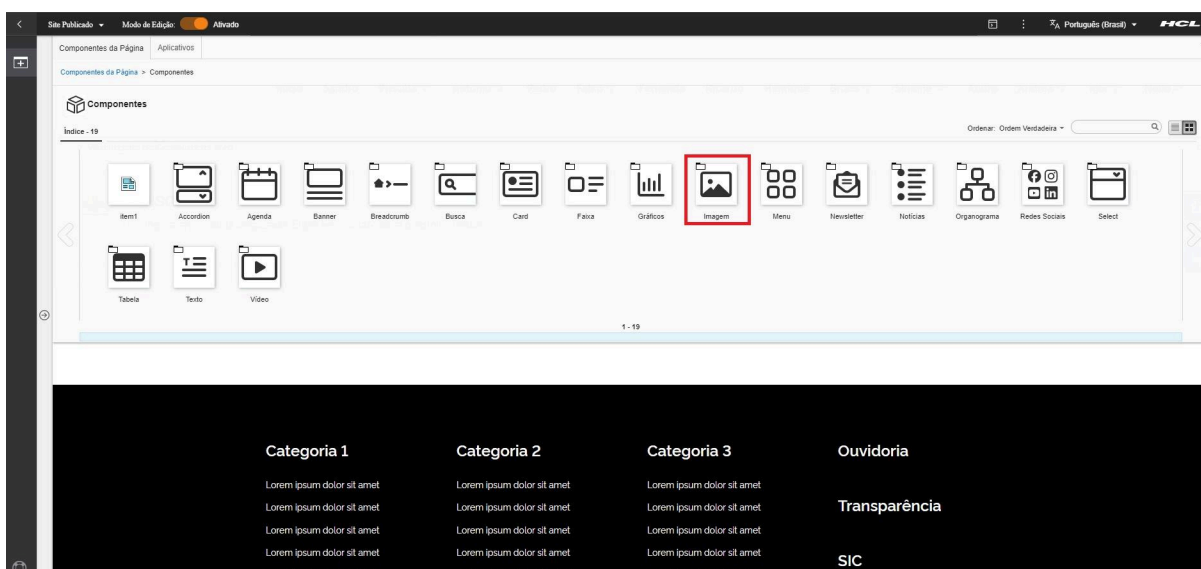 Site Publicado Modo de Edição: Ativado Português (Brasil) HCL
Componentes da Página Aplicativos
Componentes da Página > Componentes
Componentes
Índice - 19 Ordenar: Ordem Verdadeira
item1 Accordion Agenda Banner Breadcrumb Busca Card Faixa Gráficos Imagem Menu Newsletter Notícias Organograma Redes Sociais Select
Tabela Texto Vídeo
1 - 19
Categoria 1 Categoria 2 Categoria 3 Ouvidoria
Lorem ipsum dolor sit amet Lorem ipsum dolor sit amet Lorem ipsum dolor sit amet
Lorem ipsum dolor sit amet Lorem ipsum dolor sit amet Lorem ipsum dolor sit amet Transparência
Lorem ipsum dolor sit amet Lorem ipsum dolor sit amet Lorem ipsum dolor sit amet
Lorem ipsum dolor sit amet Lorem ipsum dolor sit amet Lorem ipsum dolor sit amet SIC